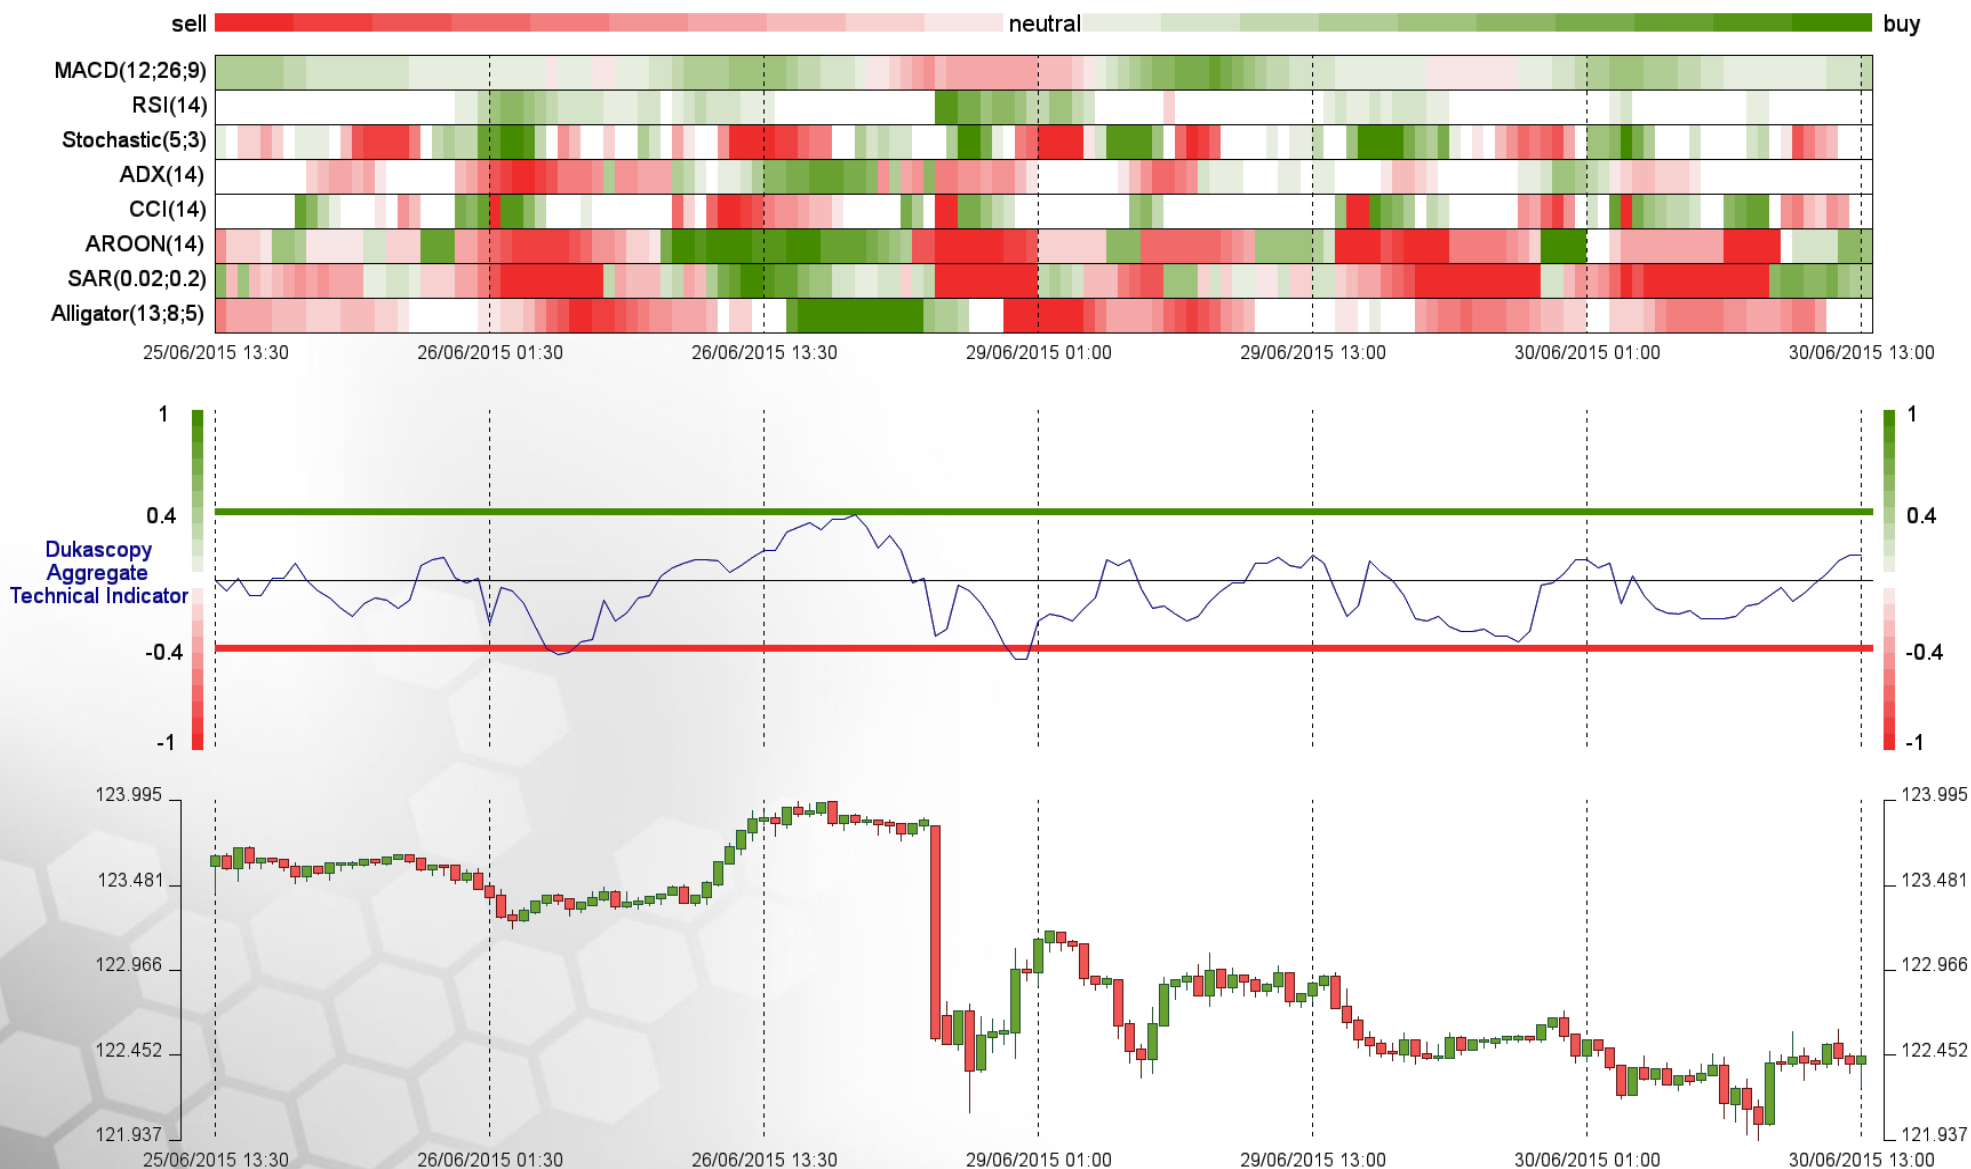 sell neutral buy
MACD(12;26;9)
RSI(14)
Stochastic(5;3)
ADX(14)
CCI(14)
AROON(14)
SAR(0.02;0.2)
Alligator(13;8;5)
25/06/2015 13:30 26/06/2015 01:30 26/06/2015 13:30 29/06/2015 01:00 29/06/2015 13:00 30/06/2015 01:00 30/06/2015 13:00
1 1
0.4 0.4
Dukascopy
Aggregate
Technical Indicator
-0.4 -0.4
-1 -1
123.995 123.995
123.481 123.481
122.966 122.966
122.452 122.452
121.937 121.937
25/06/2015 13:30 26/06/2015 01:30 26/06/2015 13:30 29/06/2015 01:00 29/06/2015 13:00 30/06/2015 01:00 30/06/2015 13:00